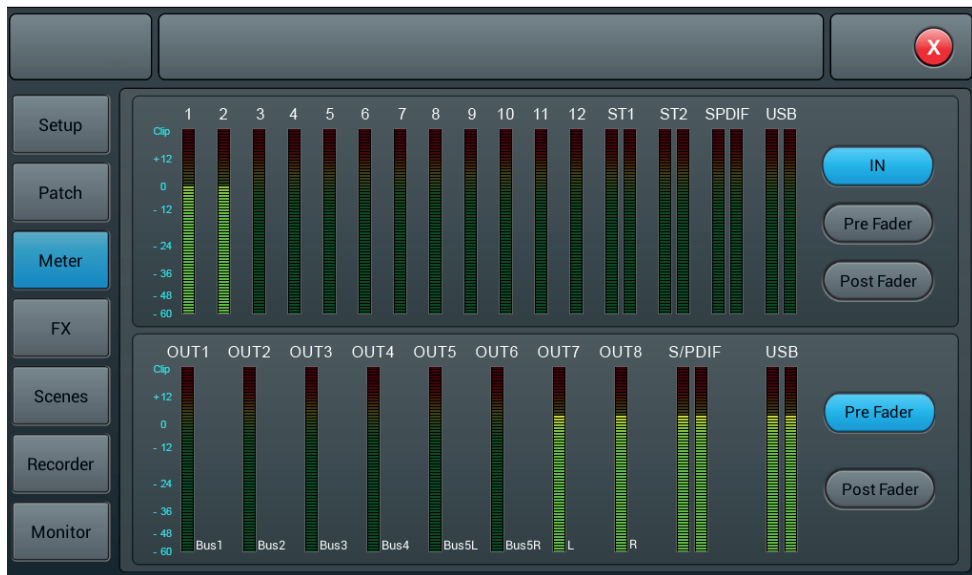 X
Setup
Patch
Meter
FX
Scenes
Recorder
Monitor
1 2 3 4 5 6 7 8 9 10 11 12 ST1 ST2 SPDIF USB
Clip
+12
0
- 12
- 24
- 36
- 48
- 60
IN
Pre Fader
Post Fader
OUT1 OUT2 OUT3 OUT4 OUT5 OUT6 OUT7 OUT8 S/PDIF USB
Clip
+12
0
- 12
- 24
- 36
- 48
- 60
Bus1 Bus2 Bus3 Bus4 Bus5L Bus5R L R
Pre Fader
Post Fader